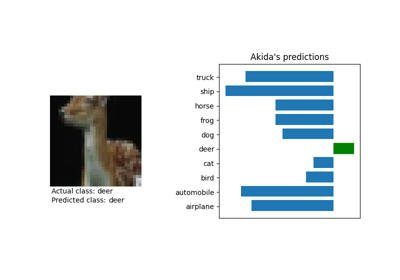 Akida's predictions
truck
ship
horse
frog
dog
deer
cat
bird
automobile
airplane
Actual class: deer
Predicted class: deer